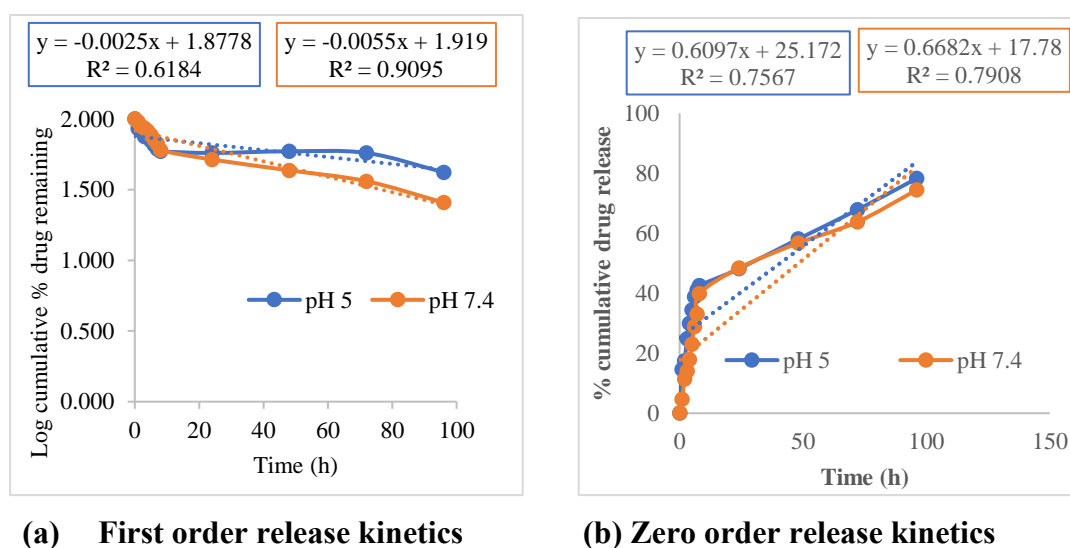 y = -0.0025x + 1.8778
R² = 0.6184
y = -0.0055x + 1.919
R² = 0.9095
Log cumulative % drug remaining
2.000
1.500
1.000
0.500
0.000
pH 5
pH 7.4
0
20
40
60
80
100
Time (h)
(a) First order release kinetics
y = 0.6097x + 25.172
R² = 0.7567
y = 0.6682x + 17.78
R² = 0.7908
% cumulative drug release
100
80
60
40
20
0
pH 5
pH 7.4
0
50
100
150
Time (h)
(b) Zero order release kinetics